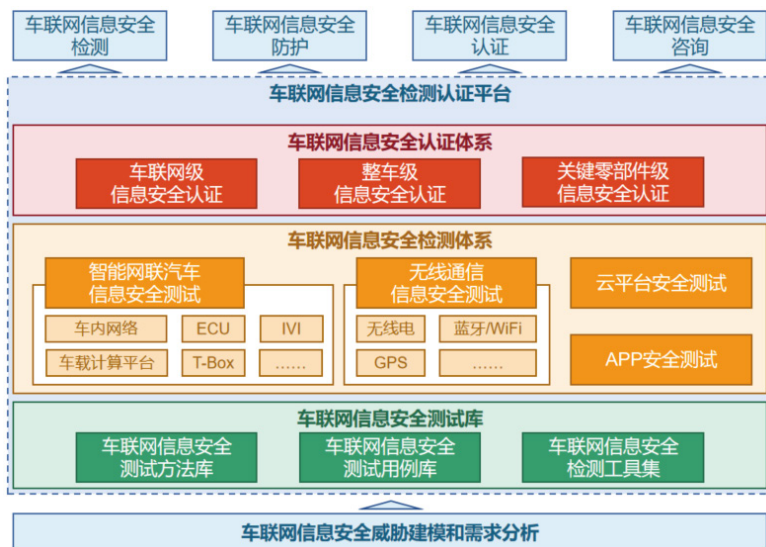 车联网信息安全
检测
车联网信息安全
防护
车联网信息安全
认证
车联网信息安全
咨询
车联网信息安全检测认证平台
车联网信息安全认证体系
车联网级
信息安全认证
整车级
信息安全认证
关键零部件级
信息安全认证
车联网信息安全检测体系
智能网联汽车
信息安全测试
车内网络
ECU
IVI
车载计算平台
T-Box
......
无线通信
信息安全测试
无线电
蓝牙/WiFi
GPS
......
云平台安全测试
APP安全测试
车联网信息安全测试库
车联网信息安全
测试方法库
车联网信息安全
测试用例库
车联网信息安全
检测工具集
车联网信息安全威胁建模和需求分析